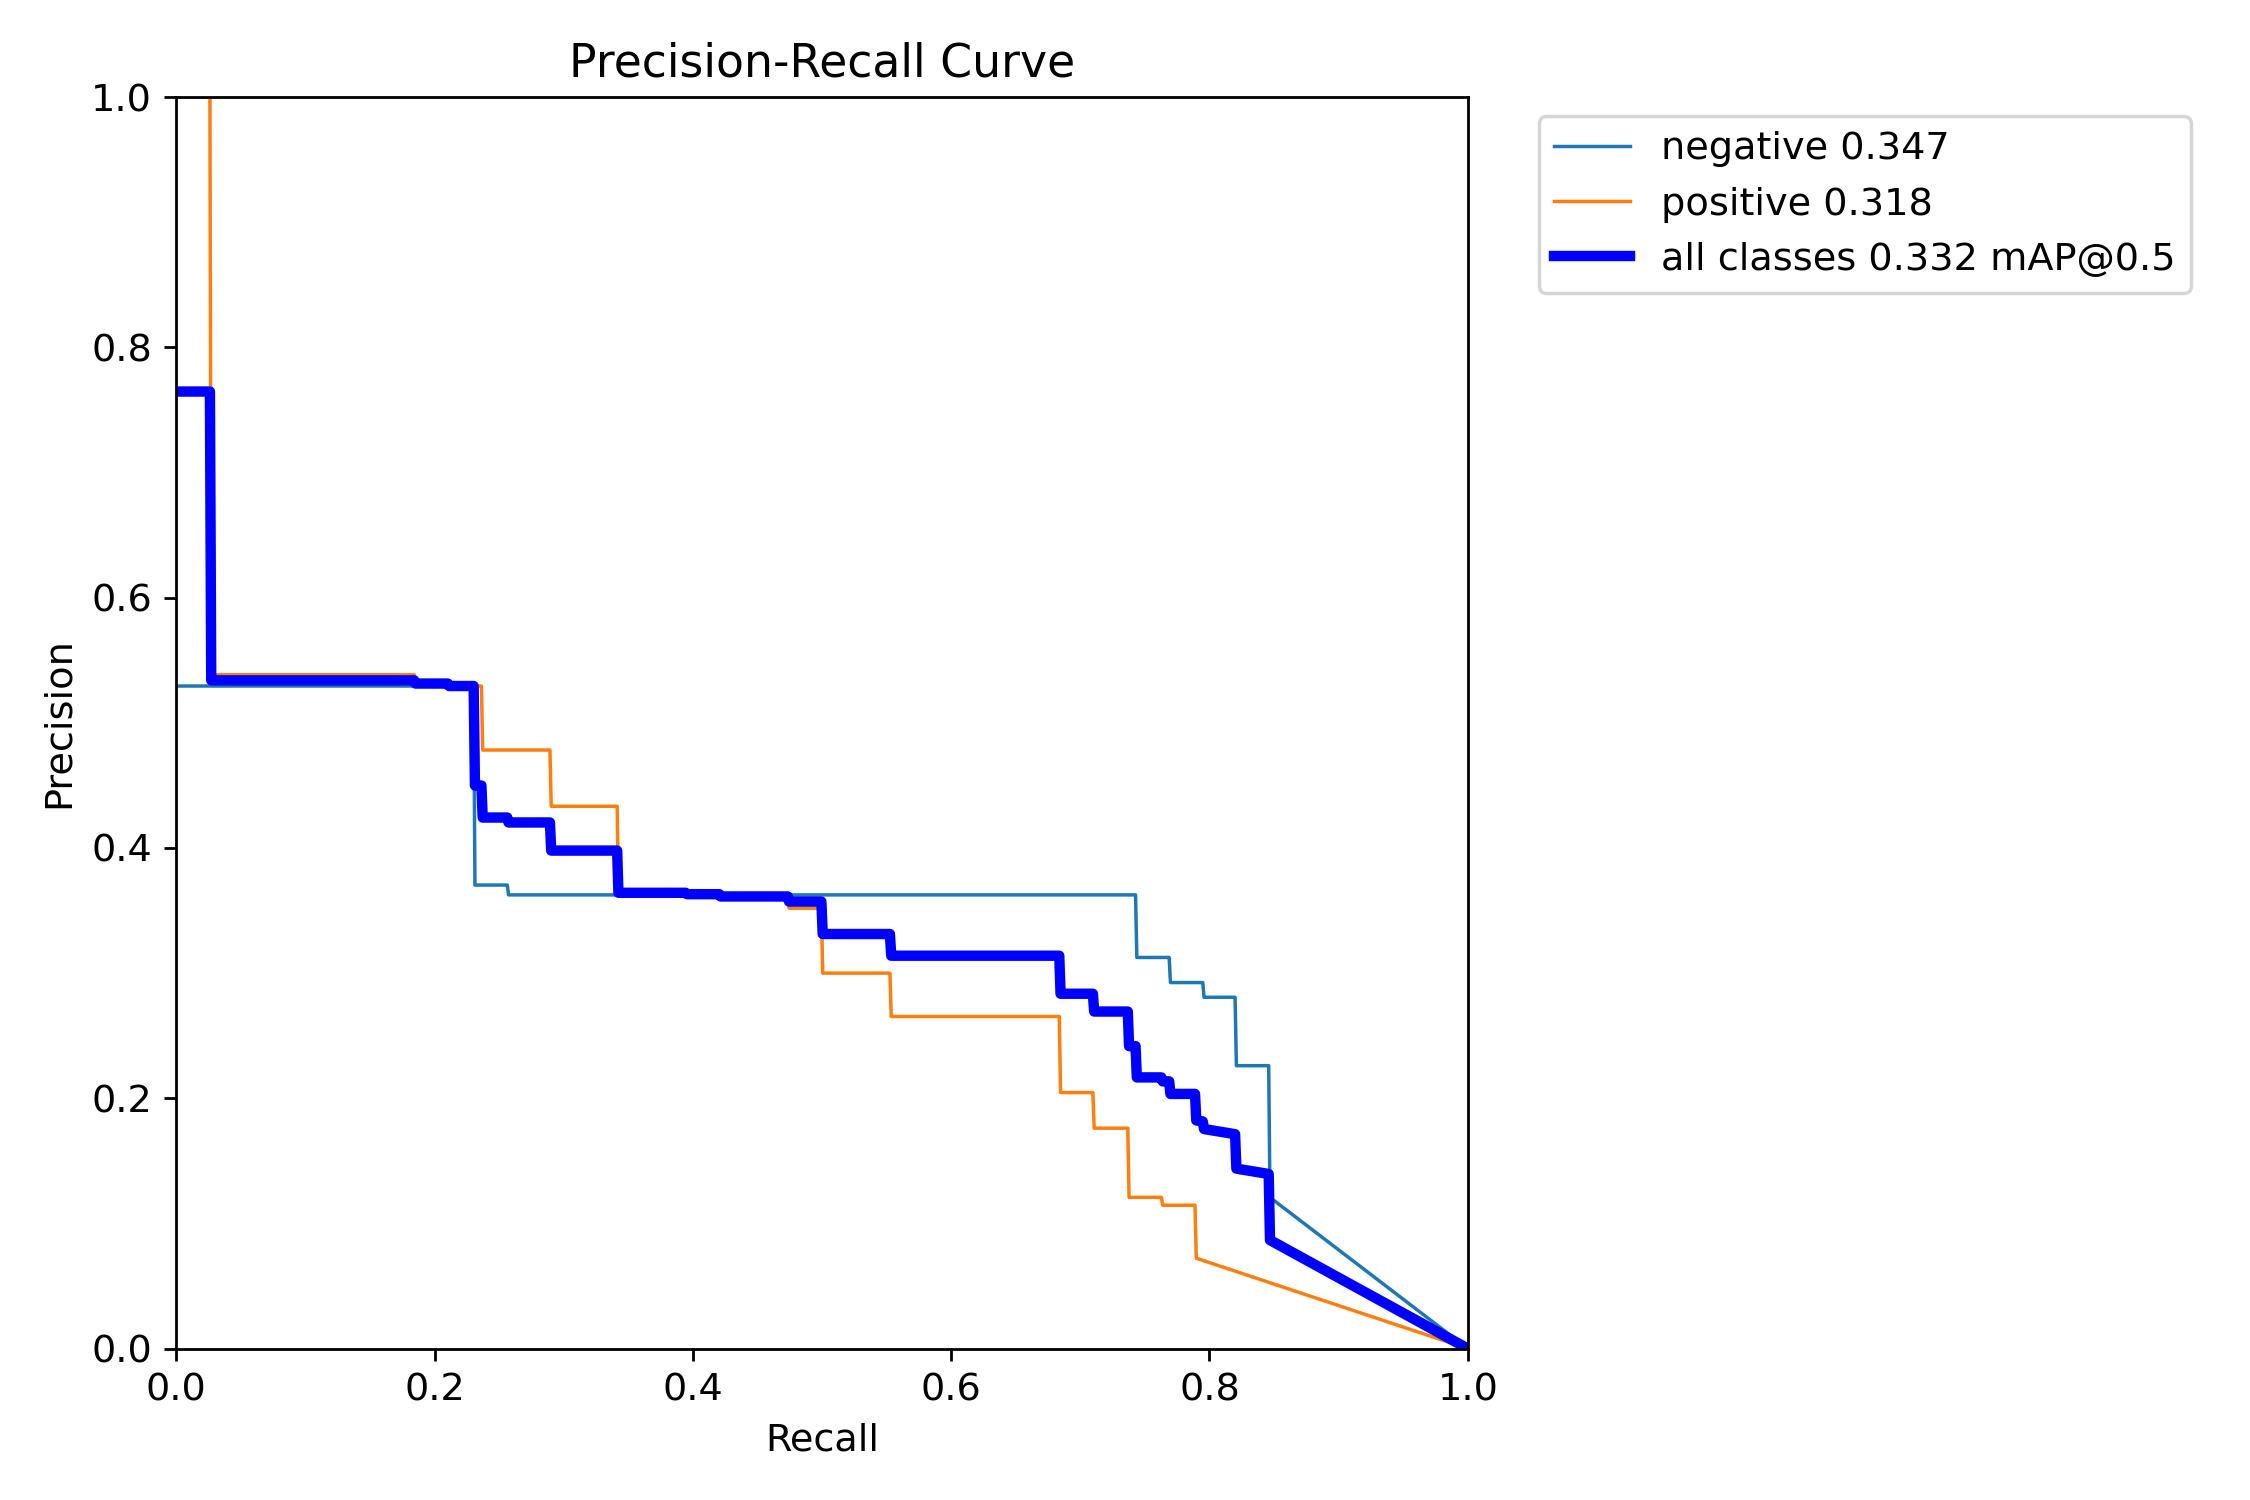 Precision-Recall Curve
1.0
0.8
0.6
0.4
0.2
0.0
Precision
0.0 0.2 0.4 0.6 0.8 1.0
Recall
negative 0.347
positive 0.318
all classes 0.332 mAP@0.5